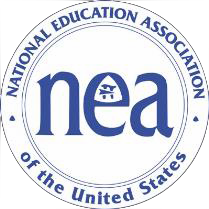 NATIONAL EDUCATION ASSOCIATION
nea
of the United States